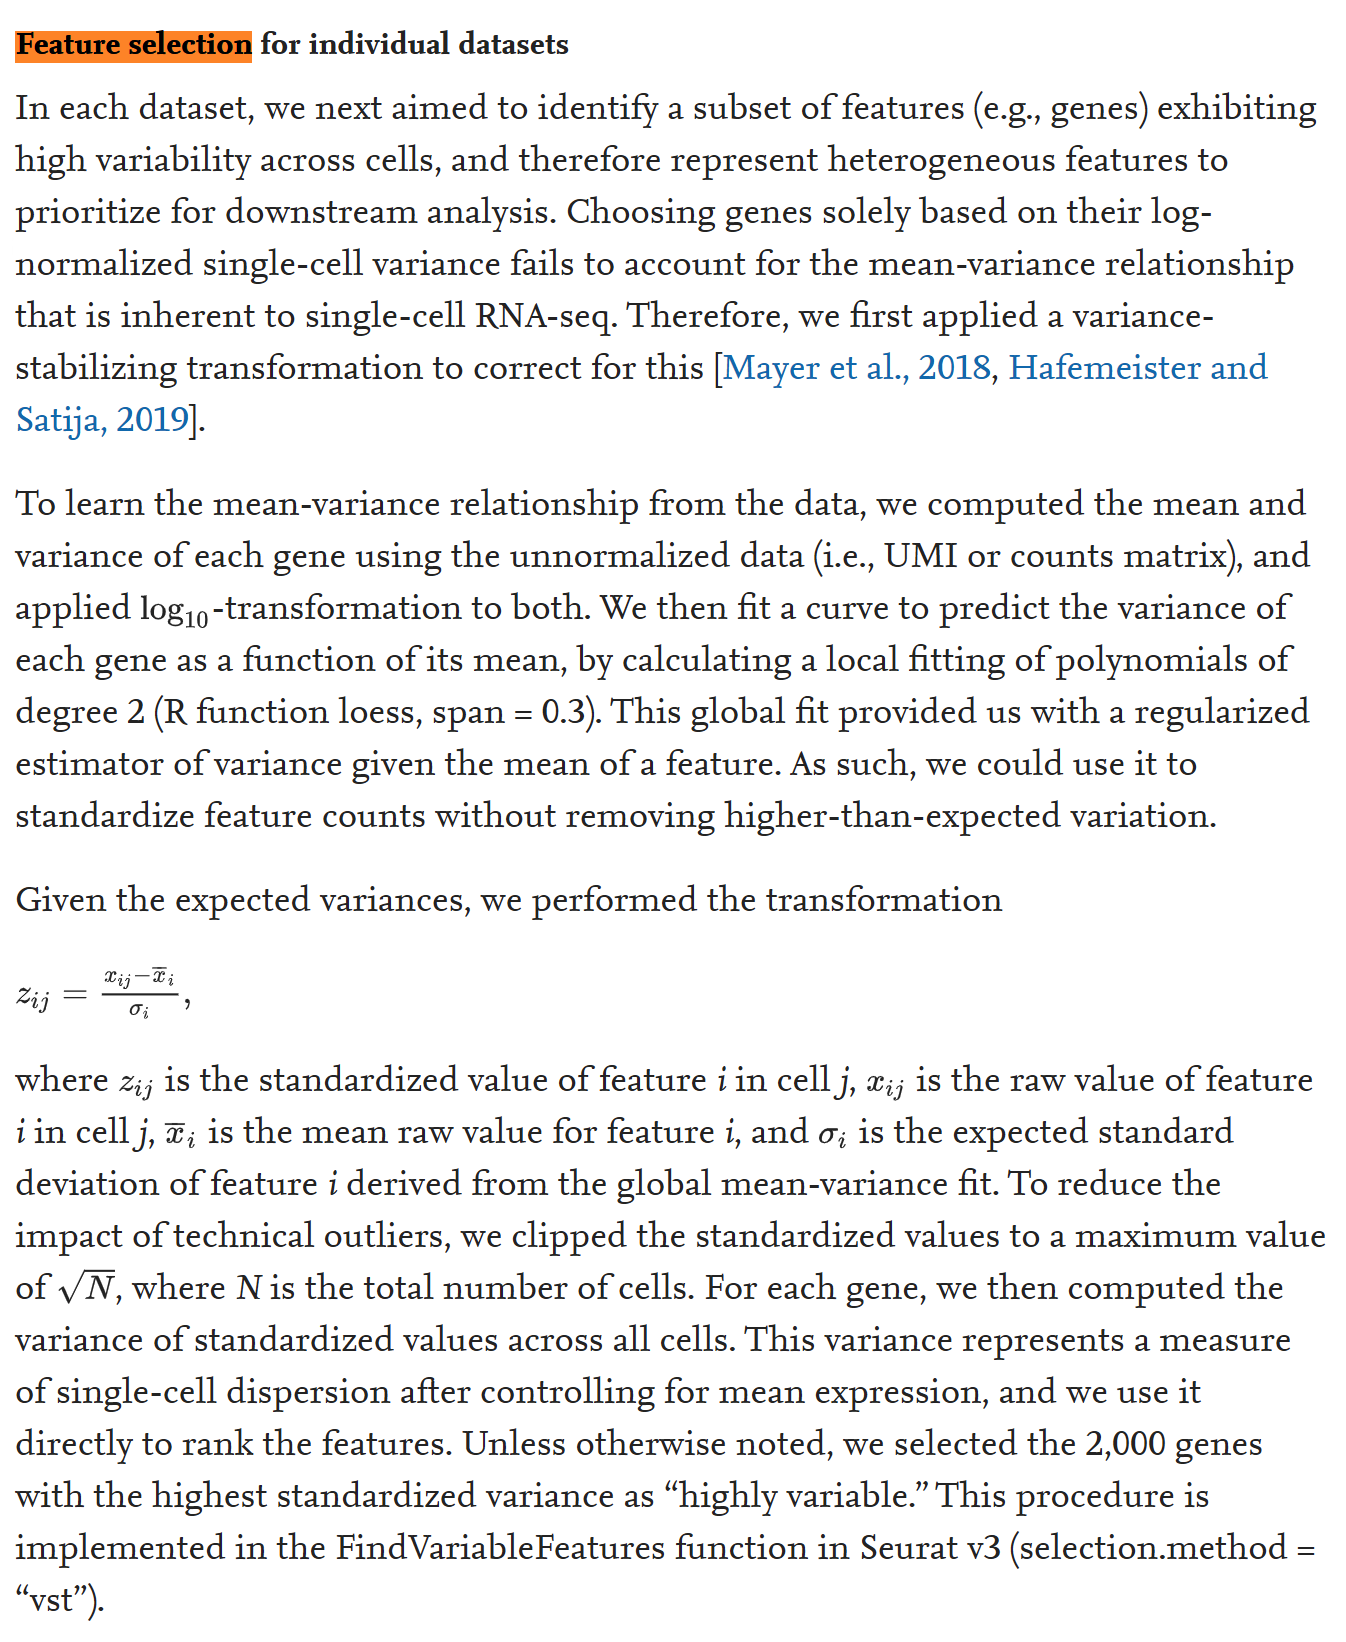 Feature selection for individual datasets
In each dataset, we next aimed to identify a subset of features (e.g., genes) exhibiting
high variability across cells, and therefore represent heterogeneous features to
prioritize for downstream analysis. Choosing genes solely based on their log-
normalized single-cell variance fails to account for the mean-variance relationship
that is inherent to single-cell RNA-seq. Therefore, we first applied a variance-
stabilizing transformation to correct for this [Mayer et al., 2018, Hafemeister and
Satija, 2019].
To learn the mean-variance relationship from the data, we computed the mean and
variance of each gene using the unnormalized data (i.e., UMI or counts matrix), and
applied log₁₀-transformation to both. We then fit a curve to predict the variance of
each gene as a function of its mean, by calculating a local fitting of polynomials of
degree 2 (R function loess, span = 0.3). This global fit provided us with a regularized
estimator of variance given the mean of a feature. As such, we could use it to
standardize feature counts without removing higher-than-expected variation.
Given the expected variances, we performed the transformation
$z_{ij} = \frac{x_{ij} - \overline{x}_i}{\sigma_i}$,
where $z_{ij}$ is the standardized value of feature i in cell j, $x_{ij}$ is the raw value of feature
i in cell j, $\overline{x}_i$ is the mean raw value for feature i, and $\sigma_i$ is the expected standard
deviation of feature i derived from the global mean-variance fit. To reduce the
impact of technical outliers, we clipped the standardized values to a maximum value
of $\sqrt{N}$, where N is the total number of cells. For each gene, we then computed the
variance of standardized values across all cells. This variance represents a measure
of single-cell dispersion after controlling for mean expression, and we use it
directly to rank the features. Unless otherwise noted, we selected the 2,000 genes
with the highest standardized variance as “highly variable.” This procedure is
implemented in the FindVariableFeatures function in Seurat v3 (selection.method =
“vst”).